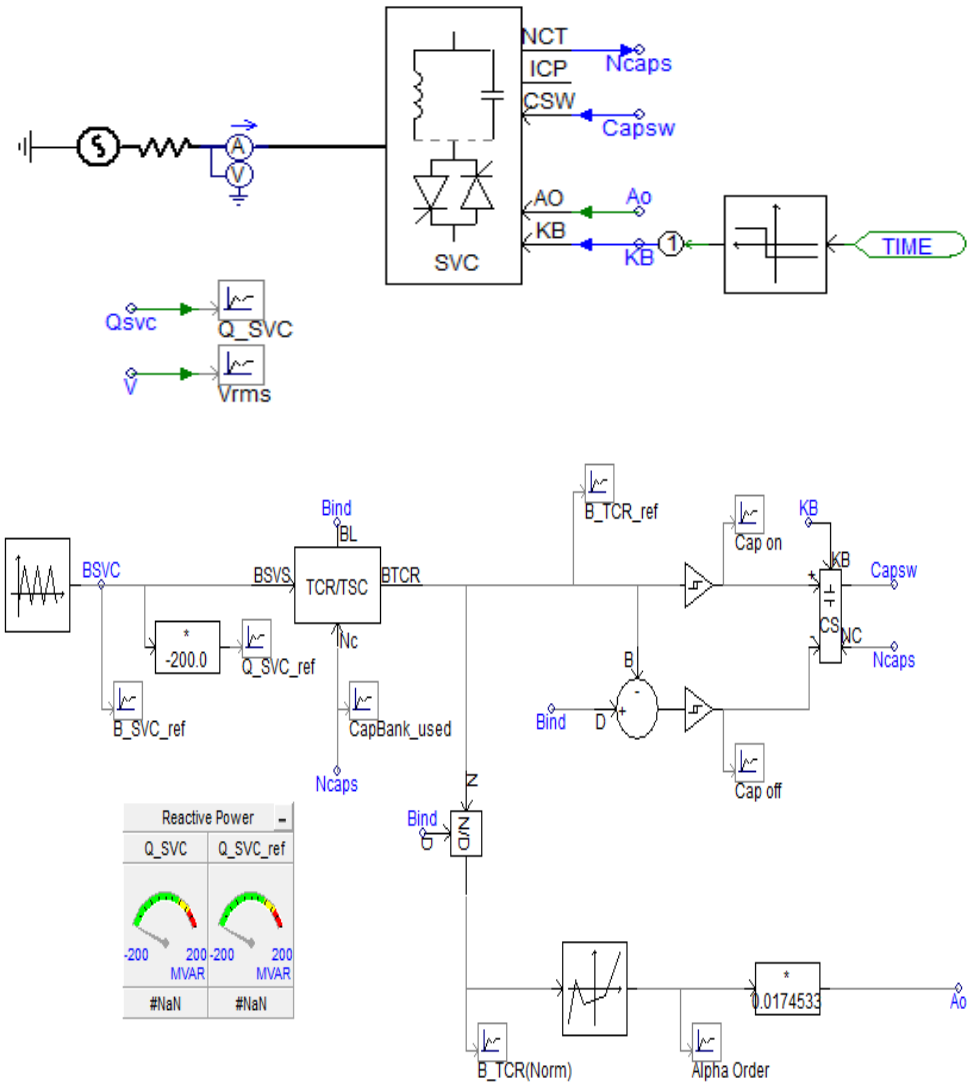 NCT
Ncaps
ICP
CSW
Capsw
A
V
AO
Ao
KB
KB
1
TIME
SVC
Qsvc
Q_SVC
V
Vrms
B_TCR_ref
Bind
BL
Cap on
KB
BSVC
BSVS
TCR/TSC
BTCR
KB
+
Capsw
*
-200.0
Nc
CS
NC
Q_SVC_ref
B
-
-
Ncaps
B_SVC_ref
CapBank_used
Bind
D
+
Ncaps
Cap off
N
Reactive Power
Bind
D
N/D
Q_SVC
Q_SVC_ref
-200
200
MVAR
-200
200
MVAR
#NaN
#NaN
*
0.0174533
Ao
B_TCR(Norm)
Alpha Order